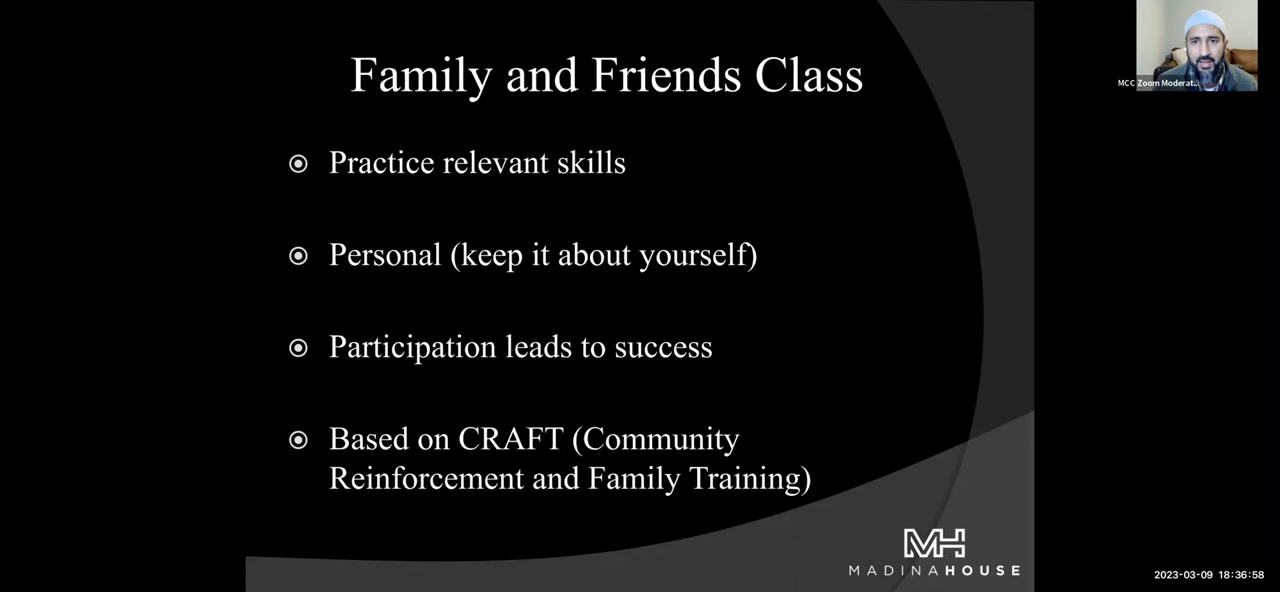 Family and Friends Class
MCC Zoom Moderat...
Practice relevant skills
Personal (keep it about yourself)
Participation leads to success
Based on CRAFT (Community
Reinforcement and Family Training)
MH
MADINAHOUSE
2023-03-09 18:36:58